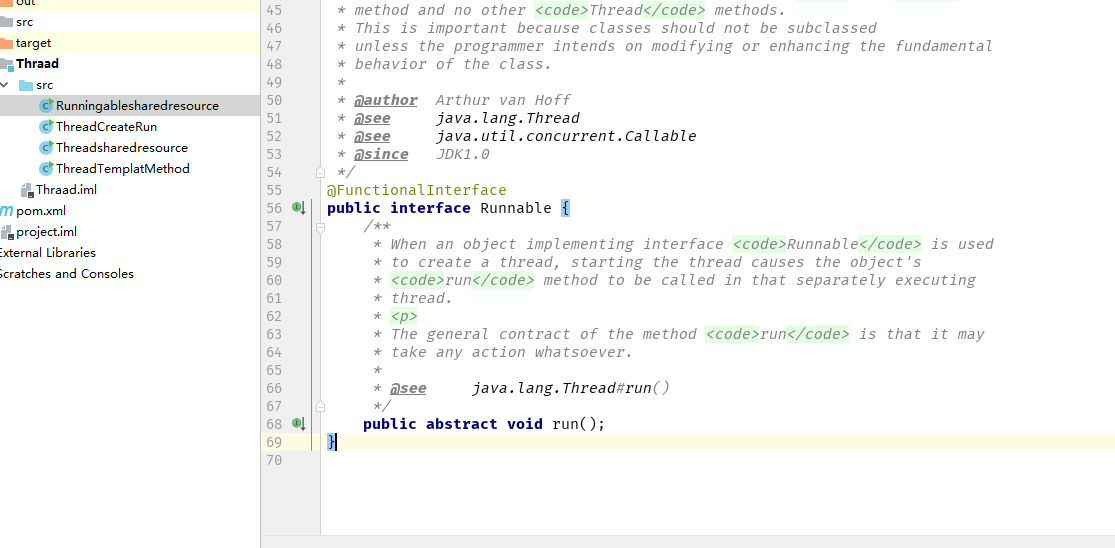 out
src
target
Thraad
src
Runningablesharedresource
ThreadCreateRun
Threadsharedresource
ThreadTemplatMethod
Thraad.iml
pom.xml
project.iml
External Libraries
Scratches and Consoles
45 * method and no other <code>Thread</code> methods.
46 * This is important because classes should not be subclassed
47 * unless the programmer intends on modifying or enhancing the fundamental
48 * behavior of the class.
49 *
50 * @author Arthur van Hoff
51 * @see java.lang.Thread
52 * @see java.util.concurrent.Callable
53 * @since JDK1.0
54 */
55 @FunctionalInterface
56 public interface Runnable {
57 /**
58 * When an object implementing interface <code>Runnable</code> is used
59 * to create a thread, starting the thread causes the object's
60 * <code>run</code> method to be called in that separately executing
61 * thread.
62 * <p>
63 * The general contract of the method <code>run</code> is that it may
64 * take any action whatsoever.
65 *
66 * @see java.lang.Thread#run()
67 */
68 public abstract void run();
69 }
70